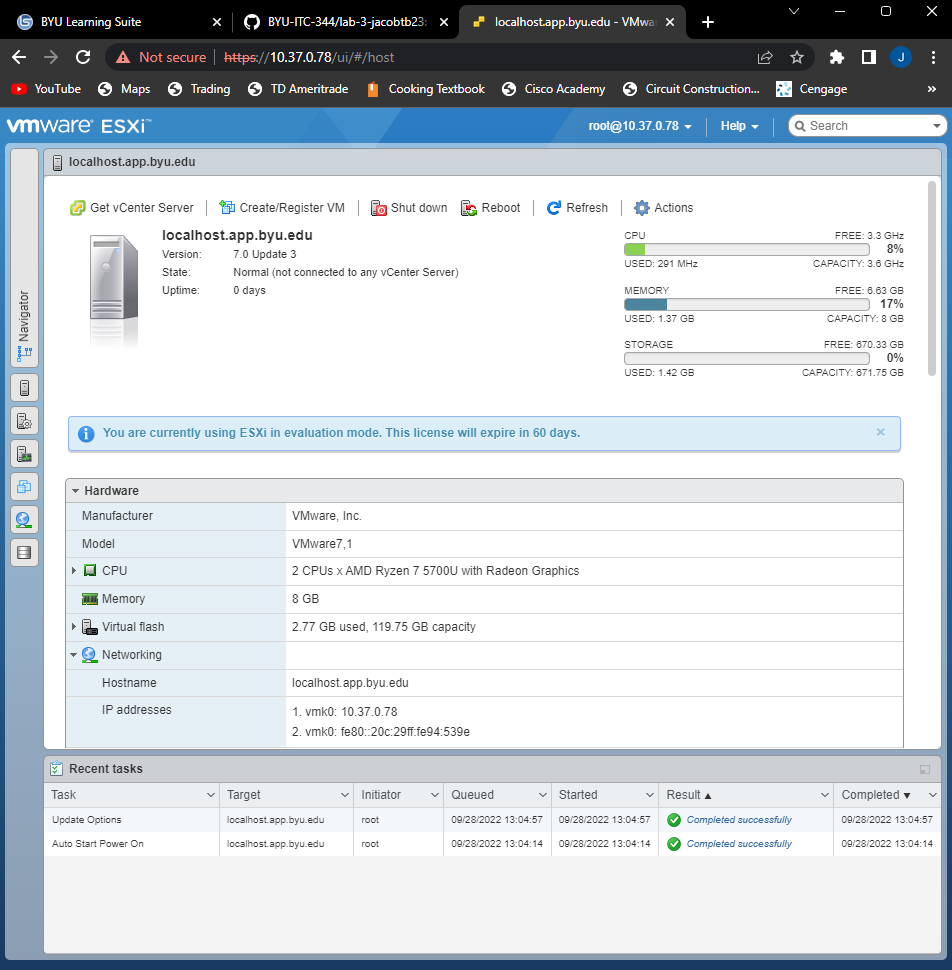 BYU Learning Suite
BYU-ITC-344/lab-3-jacobtb23:
localhost.app.byu.edu - VMwa
Not secure https://10.37.0.78/ui/#/host
J
YouTube Maps Trading TD Ameritrade Cooking Textbook Cisco Academy Circuit Construction... Cengage »
vmware ESXi™ root@10.37.0.78 Help Search
Navigator
localhost.app.byu.edu
Get vCenter Server Create/Register VM Shut down Reboot Refresh Actions
localhost.app.byu.edu
Version: 7.0 Update 3
State: Normal (not connected to any vCenter Server)
Uptime: 0 days
CPU FREE: 3.3 GHz
8%
USED: 291 MHz CAPACITY: 3.6 GHz
MEMORY FREE: 6.63 GB
17%
USED: 1.37 GB CAPACITY: 8 GB
STORAGE FREE: 670.33 GB
0%
USED: 1.42 GB CAPACITY: 671.75 GB
You are currently using ESXi in evaluation mode. This license will expire in 60 days.
Hardware
Manufacturer VMware, Inc.
Model VMware7,1
CPU 2 CPUs x AMD Ryzen 7 5700U with Radeon Graphics
Memory 8 GB
Virtual flash 2.77 GB used, 119.75 GB capacity
Networking
Hostname localhost.app.byu.edu
IP addresses 1. vmk0: 10.37.0.78
2. vmk0: fe80::20c:29ff:fe94:539e
Recent tasks
Task Target Initiator Queued Started Result ▲ Completed ▼
Update Options localhost.app.byu.edu root 09/28/2022 13:04:57 09/28/2022 13:04:57 Completed successfully 09/28/2022 13:04:57
Auto Start Power On localhost.app.byu.edu root 09/28/2022 13:04:14 09/28/2022 13:04:14 Completed successfully 09/28/2022 13:04:14